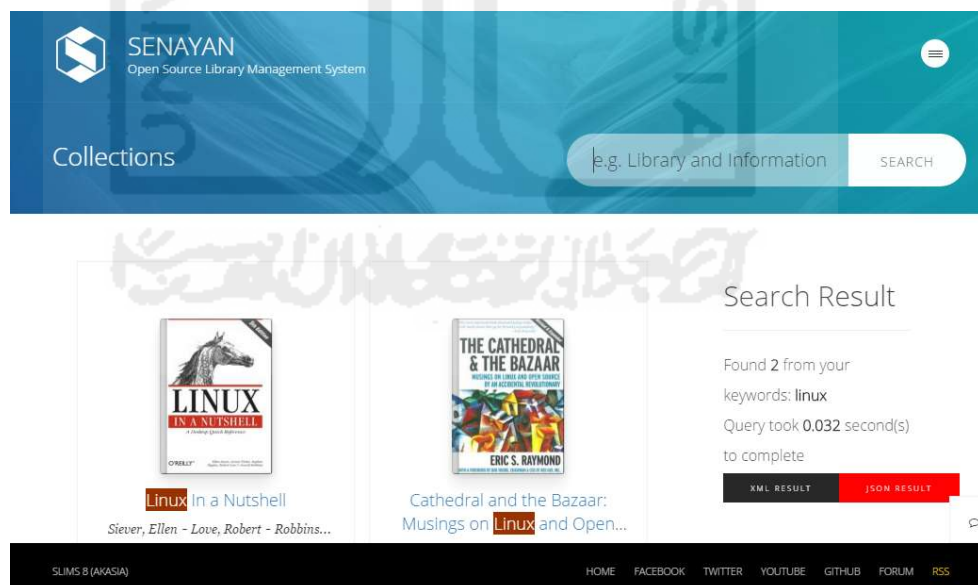 SENAYAN
Open Source Library Management System
Collections
e.g. Library and Information
SEARCH
THE CATHEDRAL
& THE BAZAAR
MUSINGS ON LINUX AND OPEN SOURCE
BY AN ACCIDENTAL REVOLUTIONARY
ERIC S. RAYMOND
LINUX
IN A NUTSHELL
A Desktop Quick Reference
O'REILLY
Linux In a Nutshell
Siever, Ellen - Love, Robert - Robbins...
Cathedral and the Bazaar:
Musings on Linux and Open...
Search Result
Found 2 from your
keywords: linux
Query took 0.032 second(s)
to complete
XML RESULT
JSON RESULT
SLIMS 8 (AKASIA)
HOME FACEBOOK TWITTER YOUTUBE GITHUB FORUM RSS